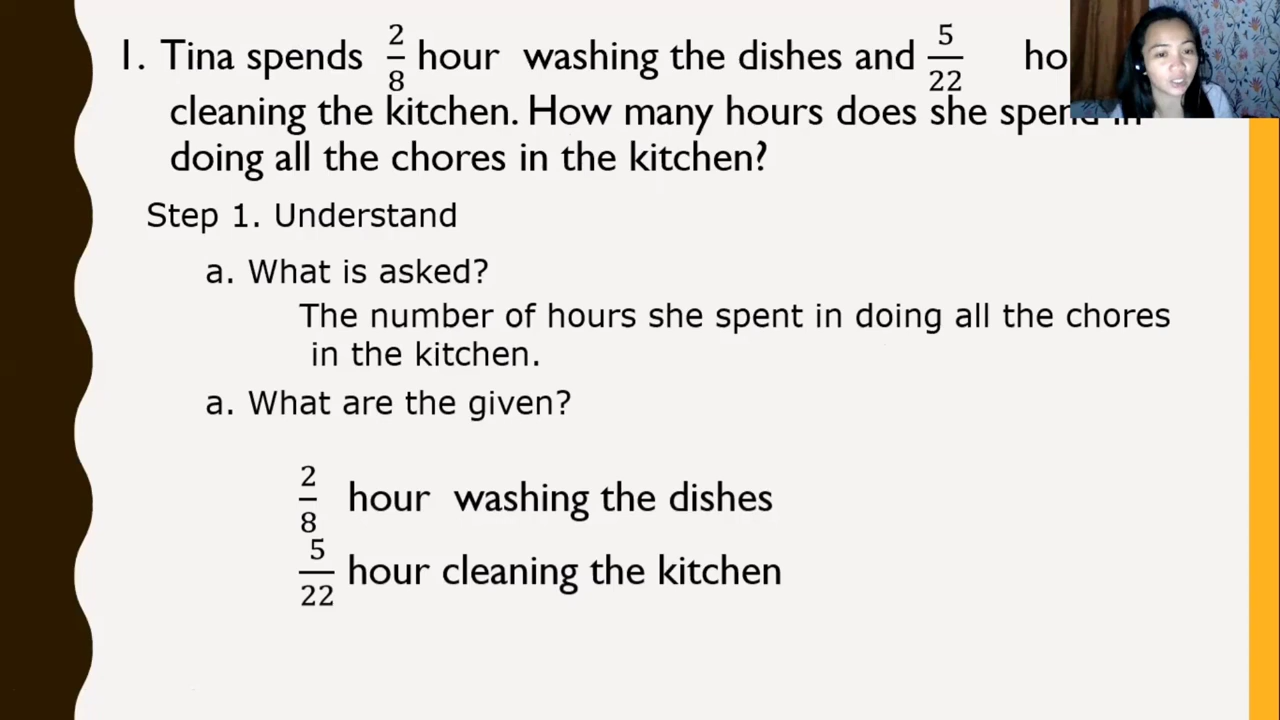 1. Tina spends 2/8 hour washing the dishes and 5/22 ho
cleaning the kitchen. How many hours does she spend in
doing all the chores in the kitchen?
Step 1. Understand
a. What is asked?
The number of hours she spent in doing all the chores
in the kitchen.
a. What are the given?
2/8 hour washing the dishes
5/22 hour cleaning the kitchen